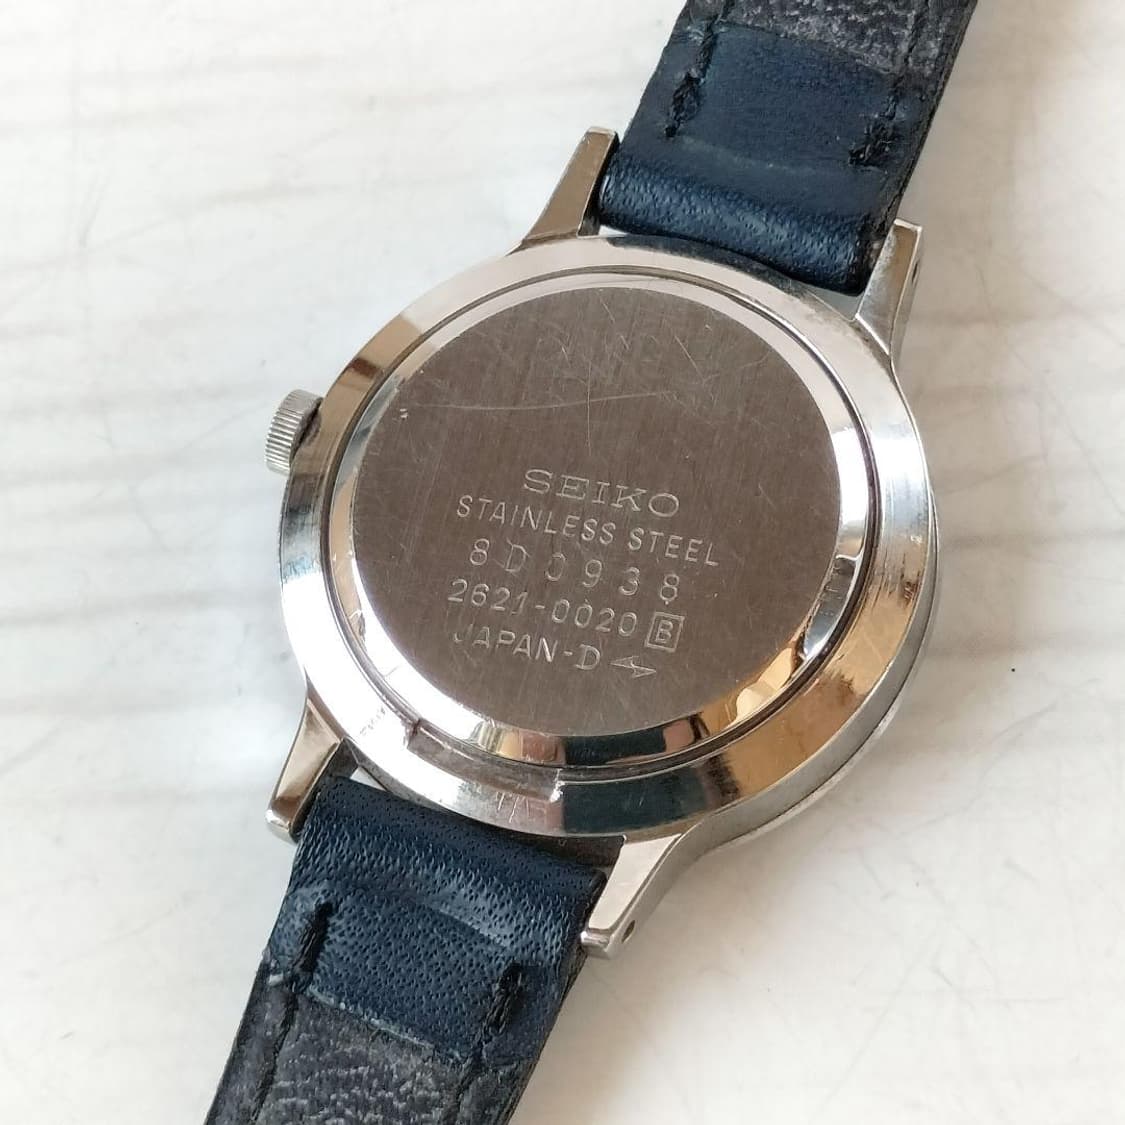 SEIKO
STAINLESS STEEL
8D0938
2621-0020 B
JAPAN-D